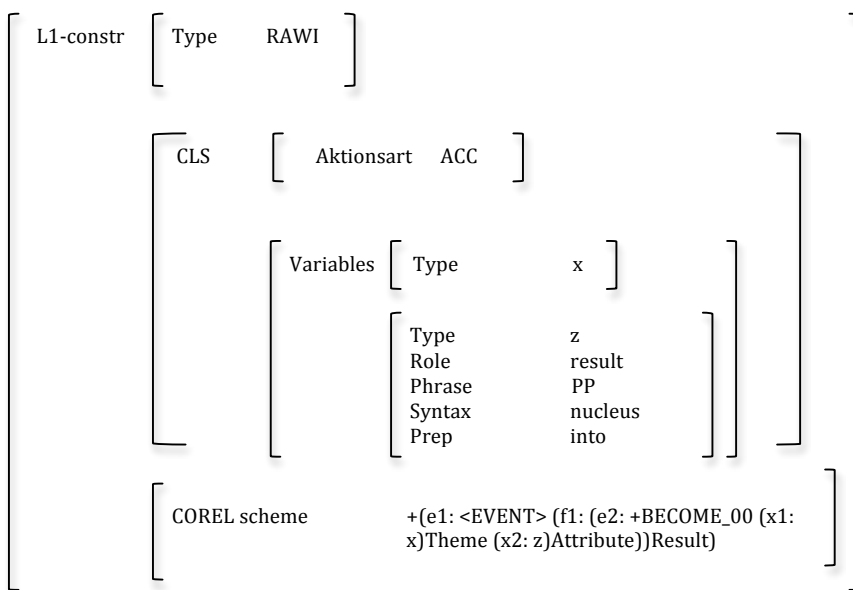 L1-constr Type RAWI
CLS Aktionsart ACC
Variables Type x
Type z
Role result
Phrase PP
Syntax nucleus
Prep into
COREL scheme +(e1: <EVENT> (f1: (e2: +BECOME_00 (x1:
x)Theme (x2: z)Attribute))Result)